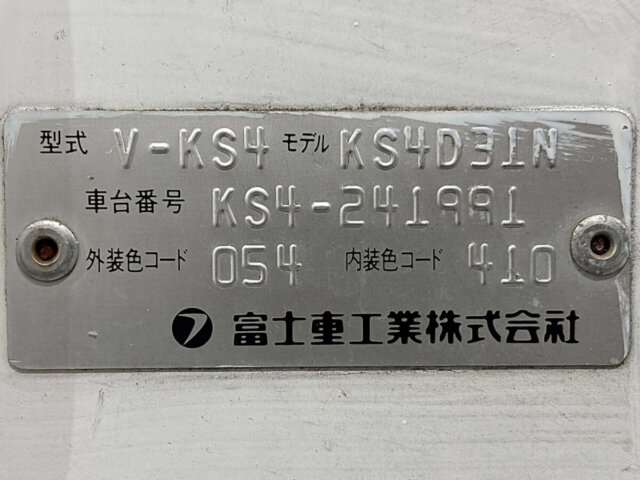 型式 V-KS4 モデル KS4D31N
車台番号 KS4-241991
外装色コード 054 内装色コード 410
富士重工業株式会社